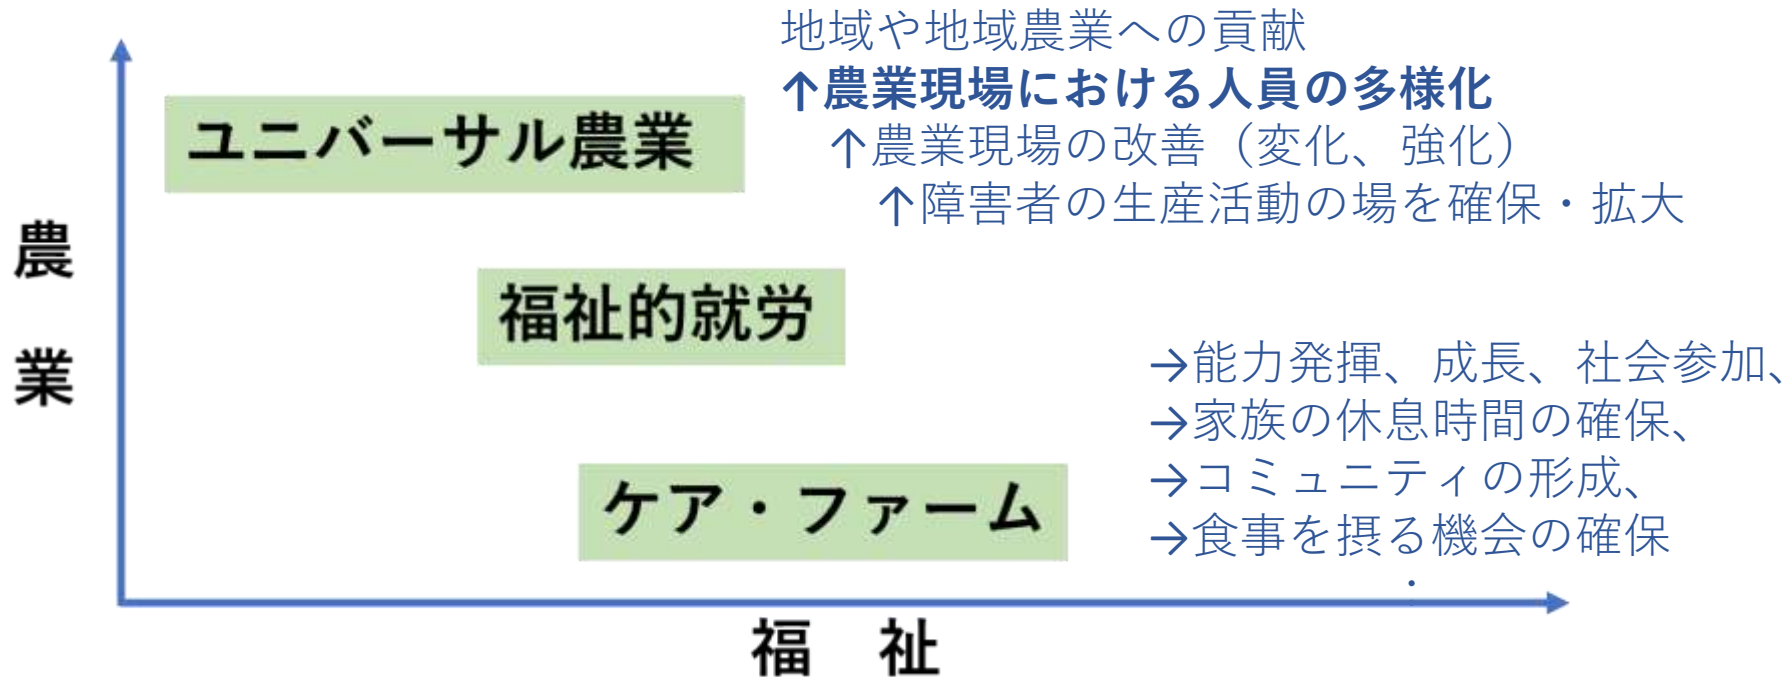 地域や地域農業への貢献
↑農業現場における人員の多様化
↑農業現場の改善（変化、強化）
↑障害者の生産活動の場を確保・拡大
ユニバーサル農業
農業
福祉的就労
→能力発揮、成長、社会参加、
→家族の休息時間の確保、
→コミュニティの形成、
→食事を摂る機会の確保
・
ケア・ファーム
福 祉